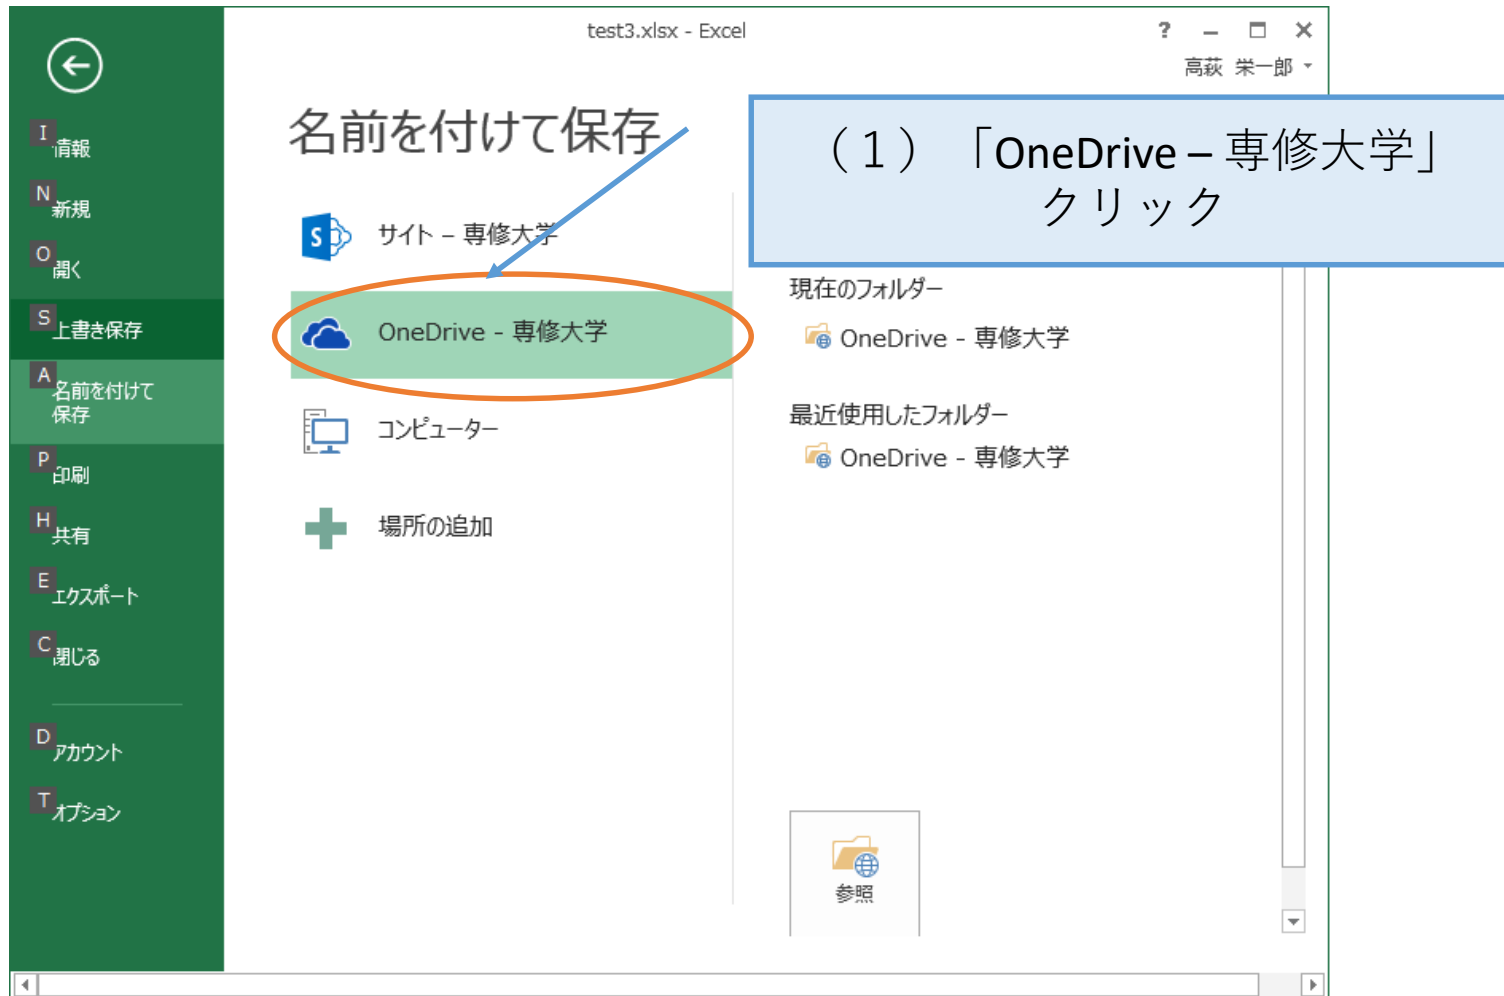 test3.xlsx - Excel
? – □ ×
高萩 栄一郎
I
情報
N
新規
O
開く
S
上書き保存
A
名前を付けて
保存
P
印刷
H
共有
E
エクスポート
C
閉じる
D
アカウント
T
オプション
名前を付けて保存
S
サイト – 専修大学
OneDrive - 専修大学
コンピューター
場所の追加
(1) 「OneDrive – 専修大学」
クリック
現在のフォルダー
OneDrive - 専修大学
最近使用したフォルダー
OneDrive - 専修大学
参照